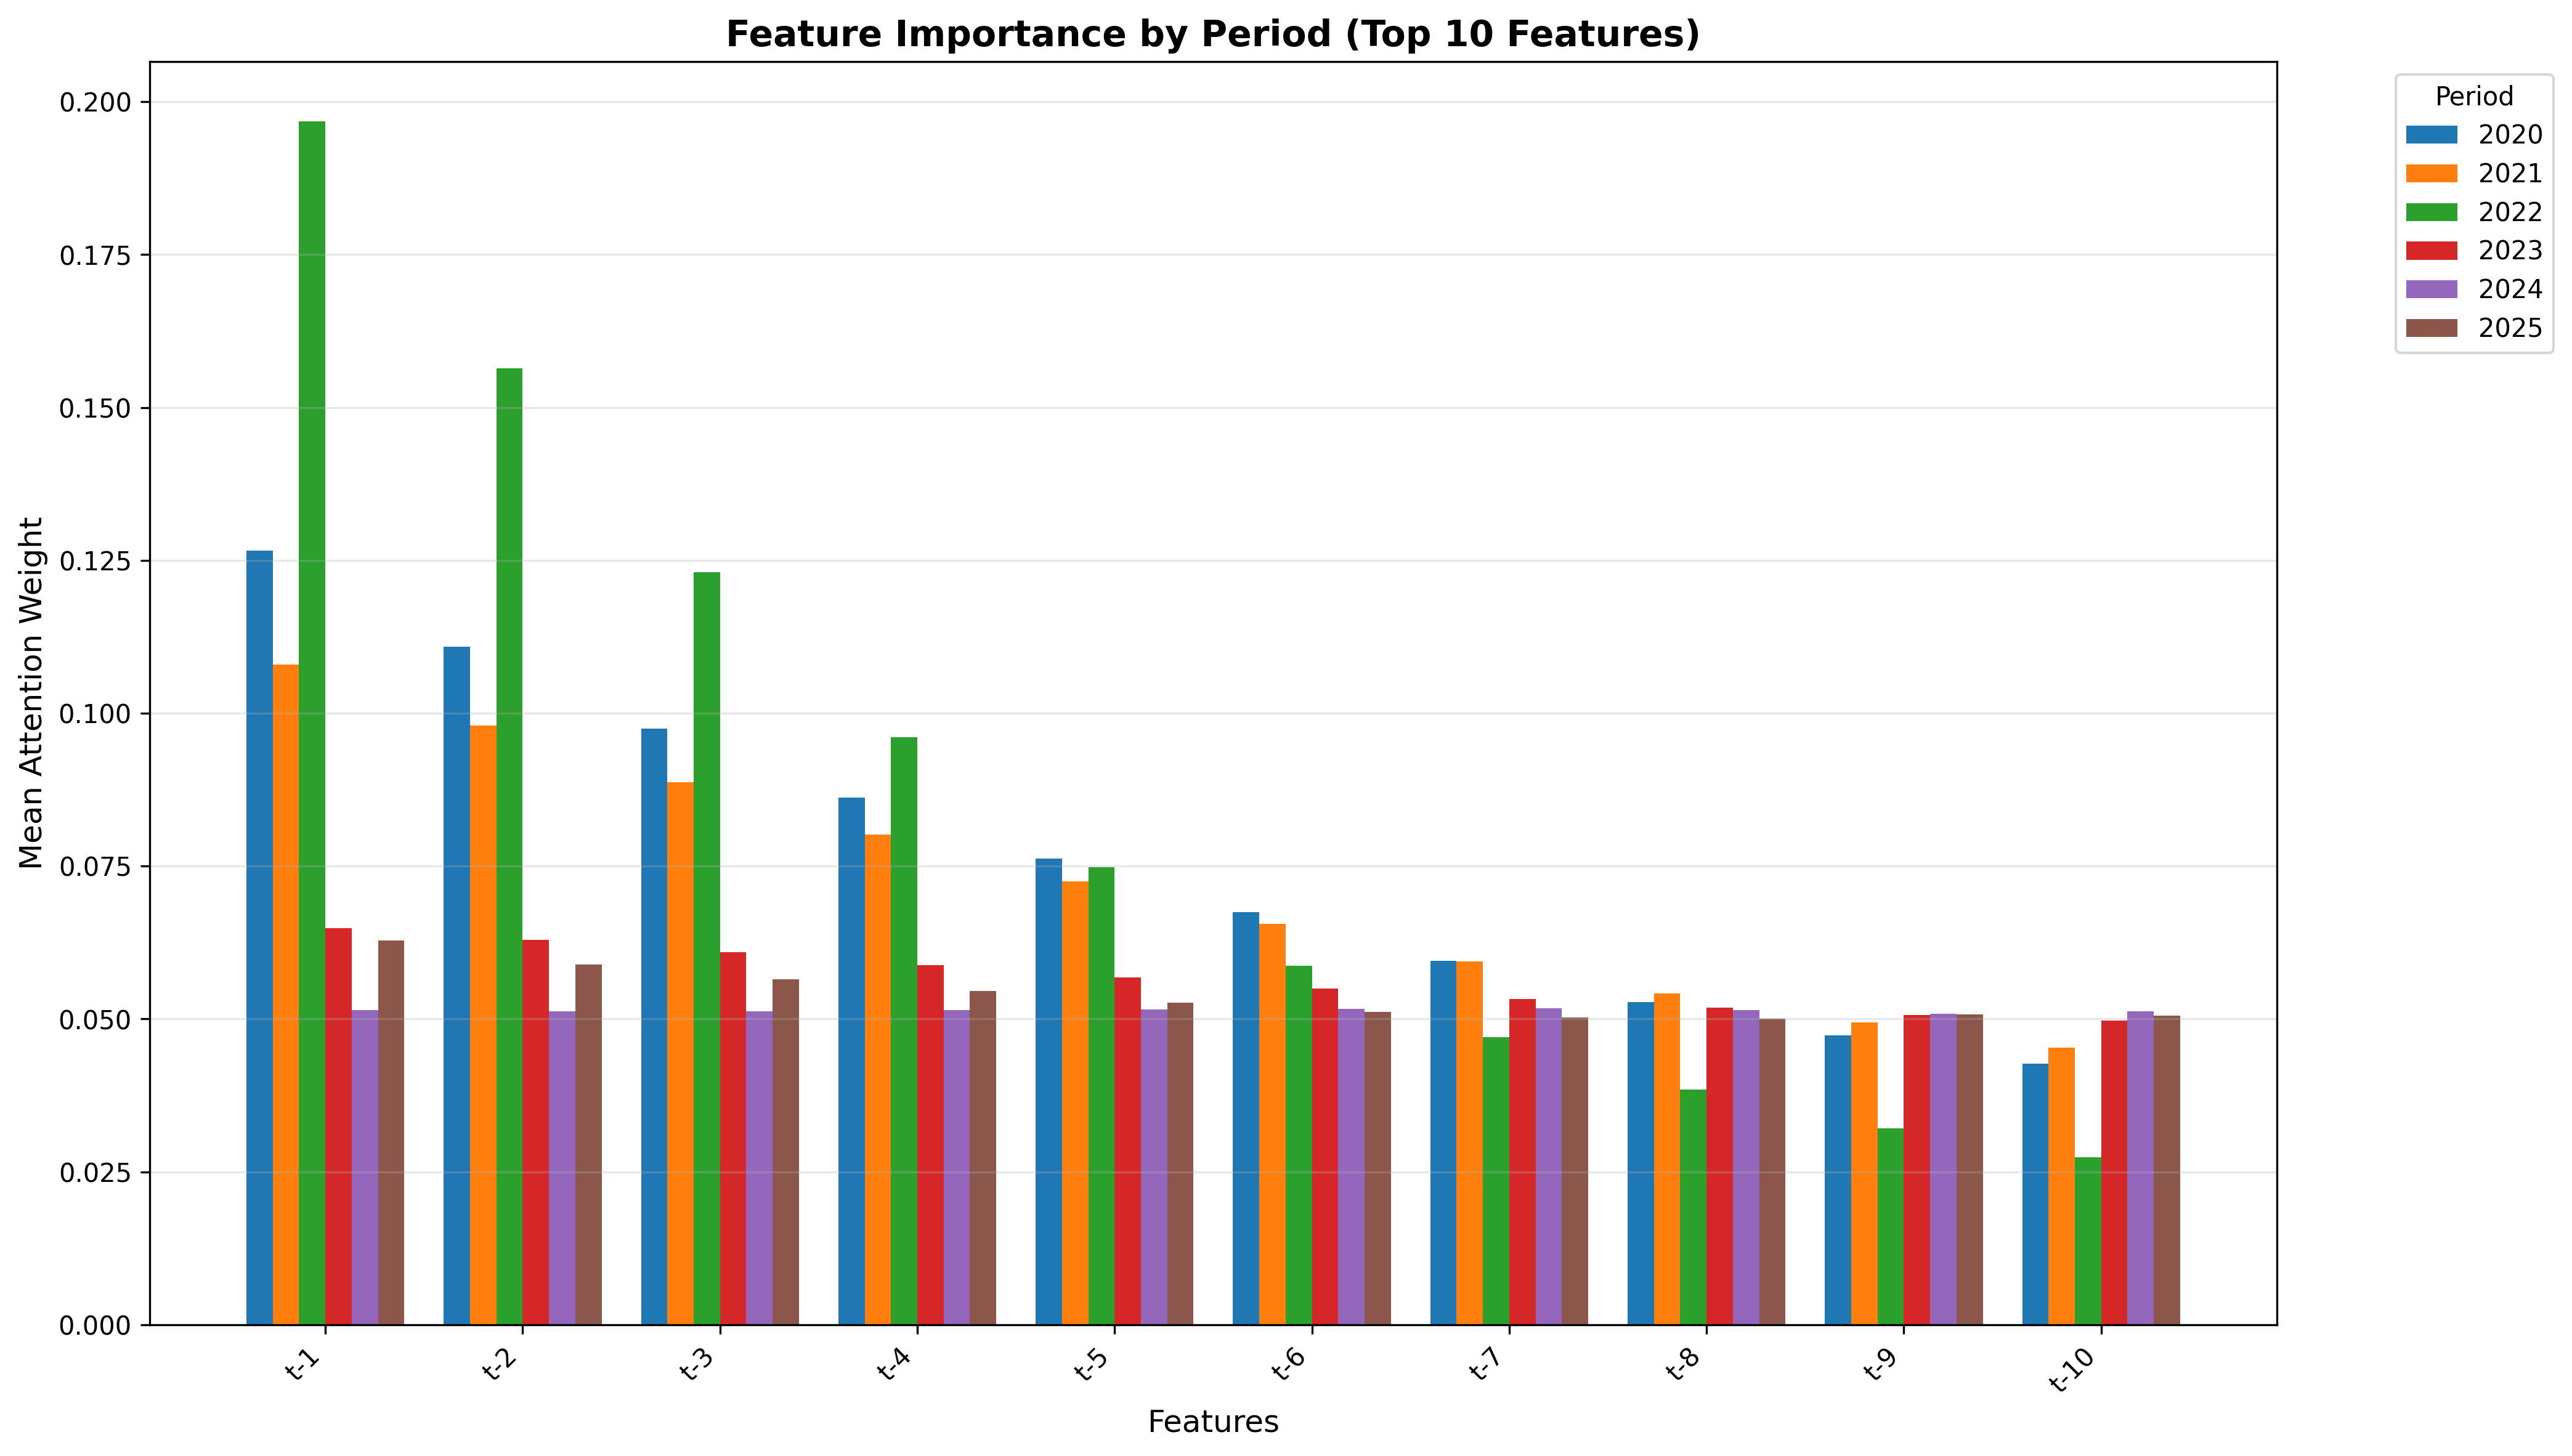 Feature Importance by Period (Top 10 Features)
Mean Attention Weight
0.200
0.175
0.150
0.125
0.100
0.075
0.050
0.025
0.000
t-1
t-2
t-3
t-4
t-5
t-6
t-7
t-8
t-9
t-10
Features
Period
2020
2021
2022
2023
2024
2025